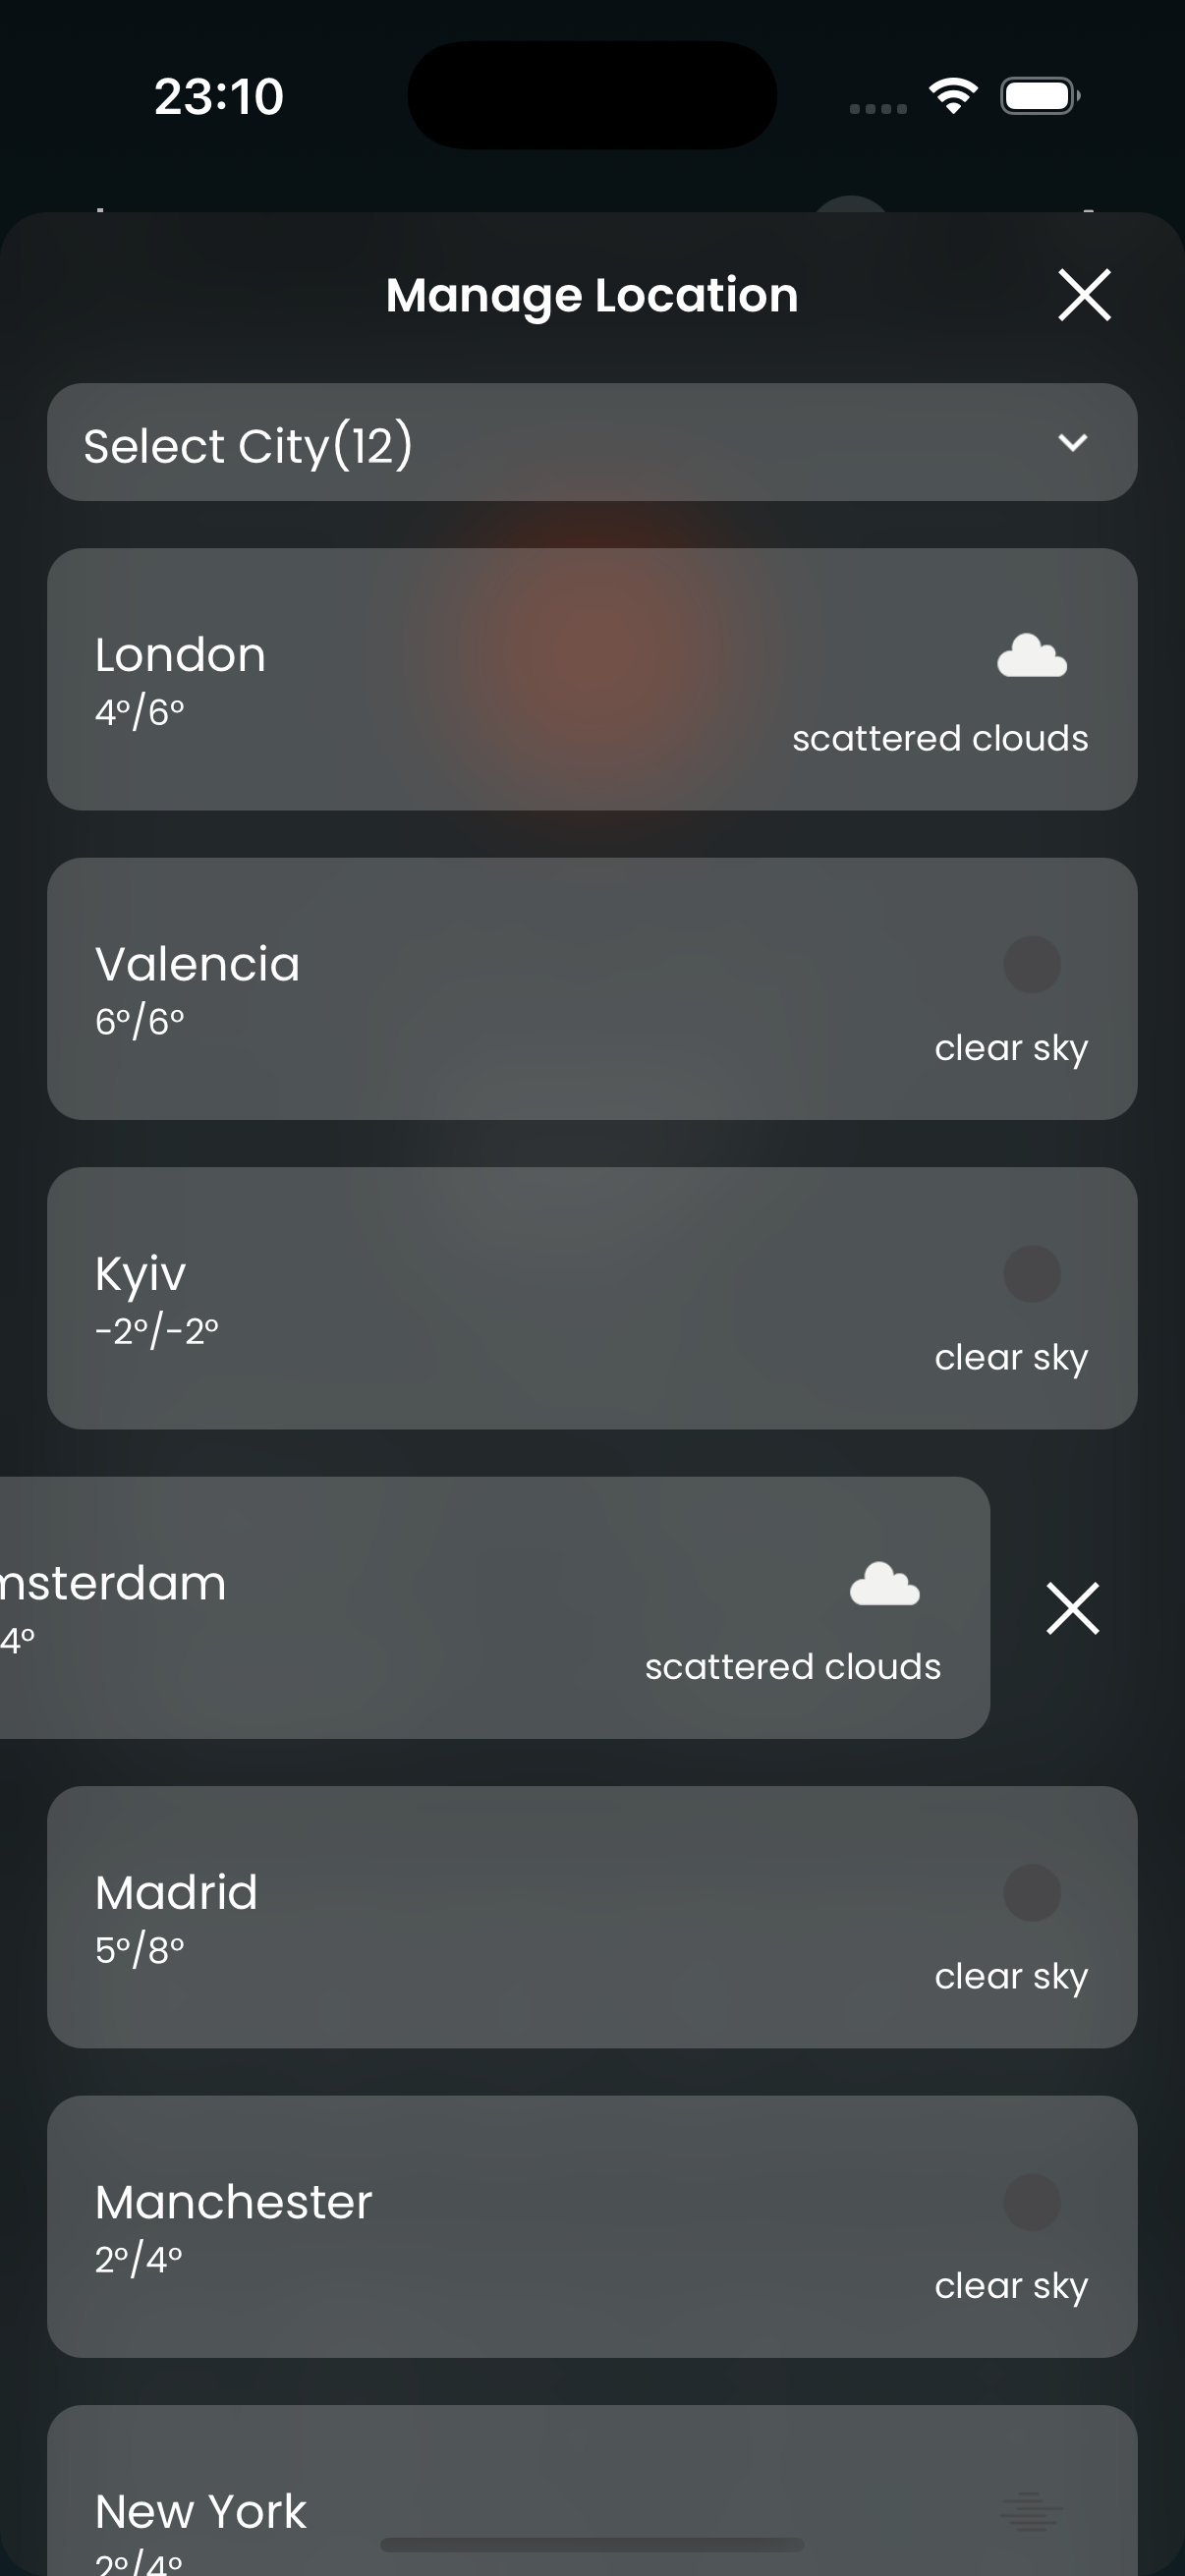 23:10
Manage Location
Select City(12)
London
4°/6°
scattered clouds
Valencia
6°/6°
clear sky
Kyiv
-2°/-2°
clear sky
msterdam
4°
scattered clouds
Madrid
5°/8°
clear sky
Manchester
2°/4°
clear sky
New York
2°/4°